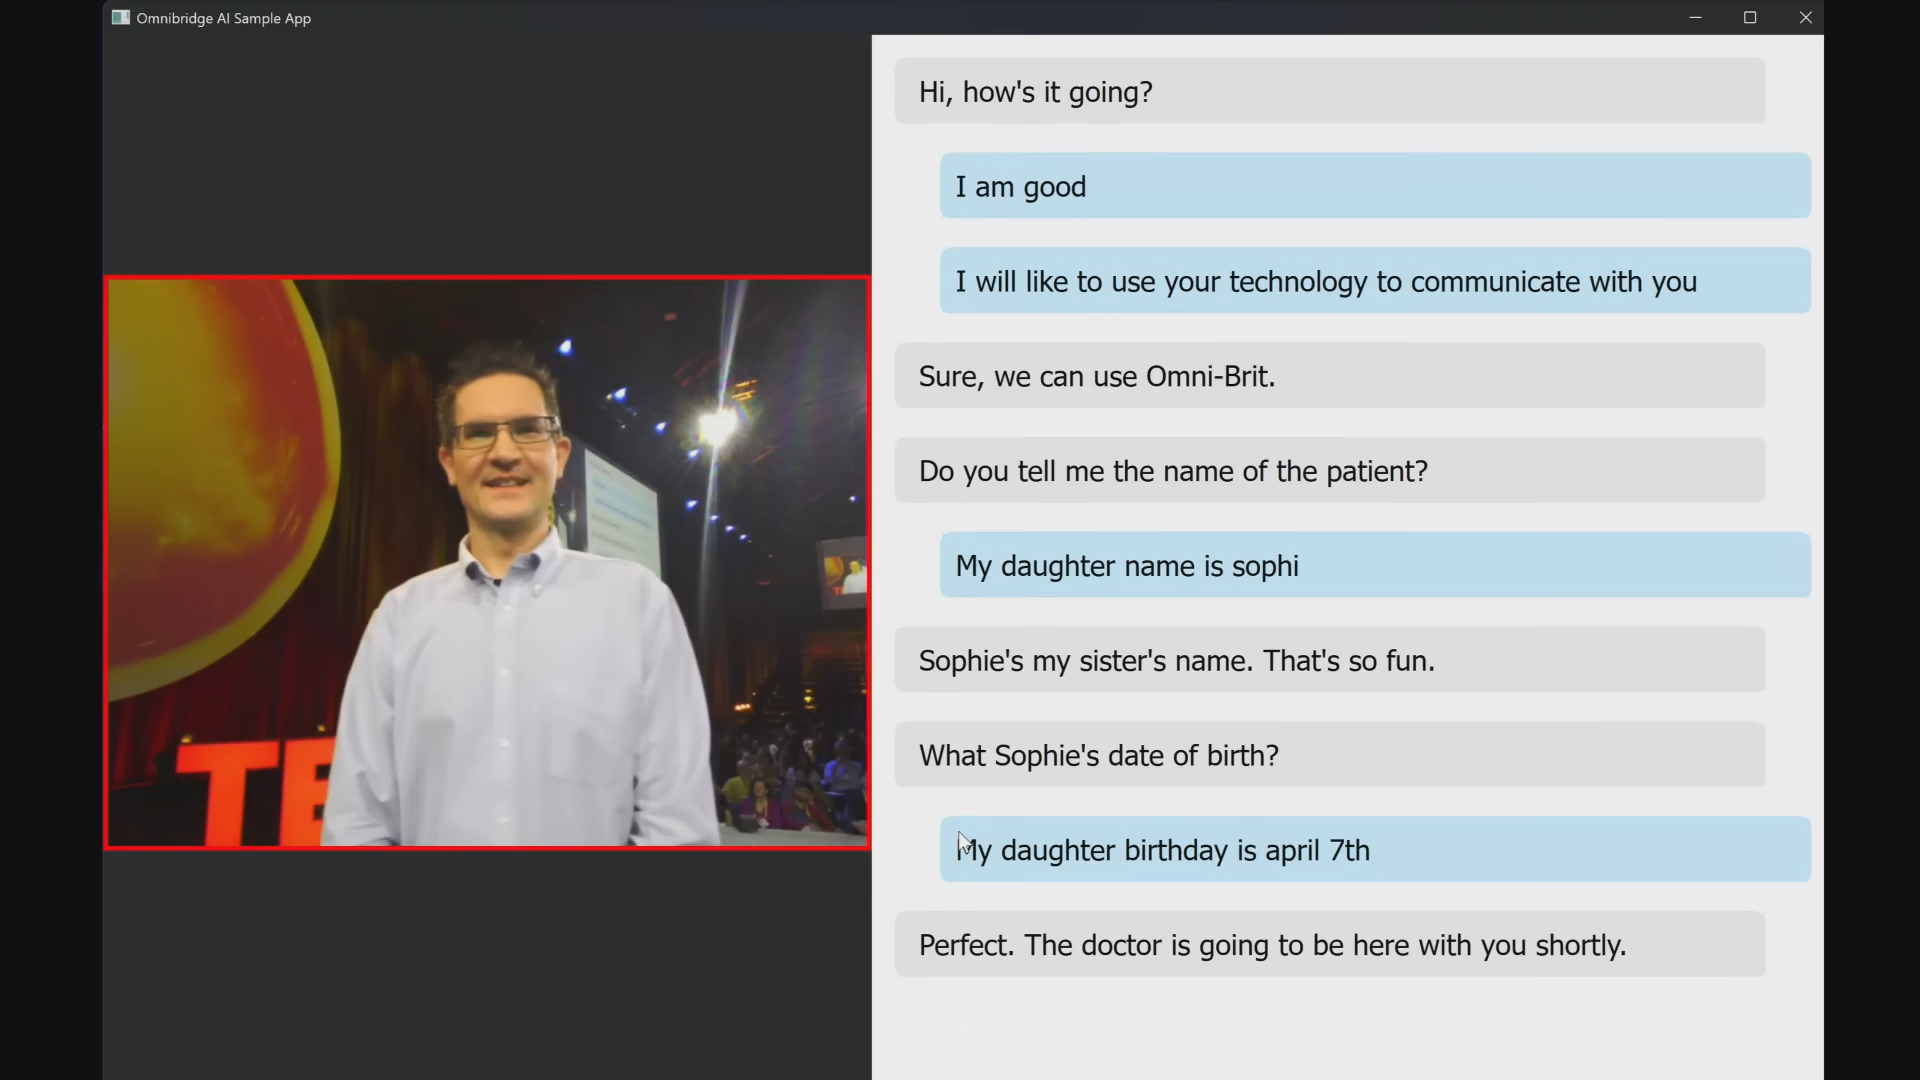 Omnibridge AI Sample App
Hi, how's it going?
I am good
I will like to use your technology to communicate with you
Sure, we can use Omni-Brit.
Do you tell me the name of the patient?
My daughter name is sophi
Sophie's my sister's name. That's so fun.
What Sophie's date of birth?
My daughter birthday is april 7th
Perfect. The doctor is going to be here with you shortly.
TE